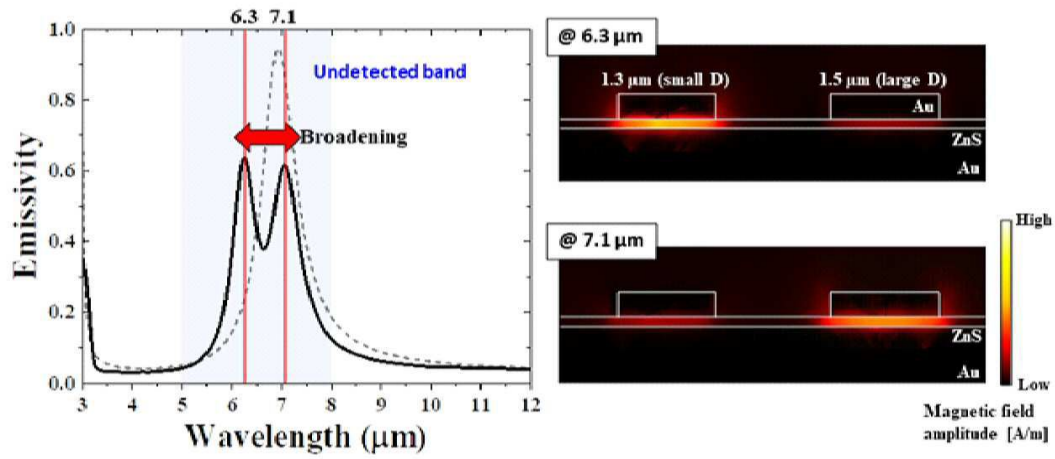 6.3 7.1
1.0
0.8
0.6
0.4
0.2
0.0
Emissivity
Undetected band
Broadening
3 4 5 6 7 8 9 10 11 12
Wavelength (μm)
@ 6.3 μm
1.3 μm (small D)
1.5 μm (large D)
Au
ZnS
Au
@ 7.1 μm
ZnS
Au
High
Low
Magnetic field
amplitude [A/m]